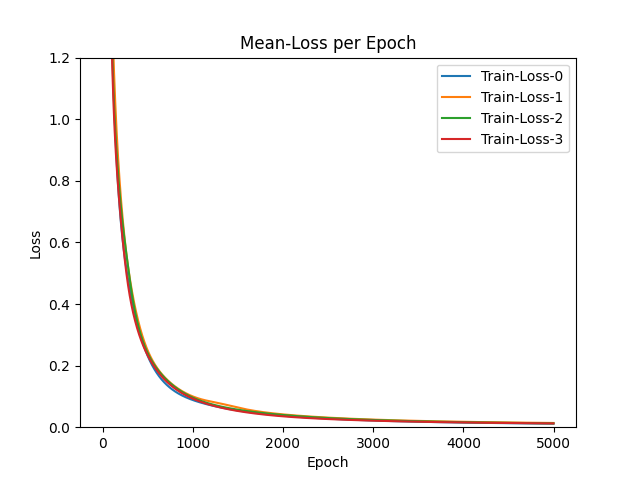 Mean-Loss per Epoch
1.2
1.0
0.8
0.6
0.4
0.2
0.0
Loss
Train-Loss-0
Train-Loss-1
Train-Loss-2
Train-Loss-3
0 1000 2000 3000 4000 5000
Epoch